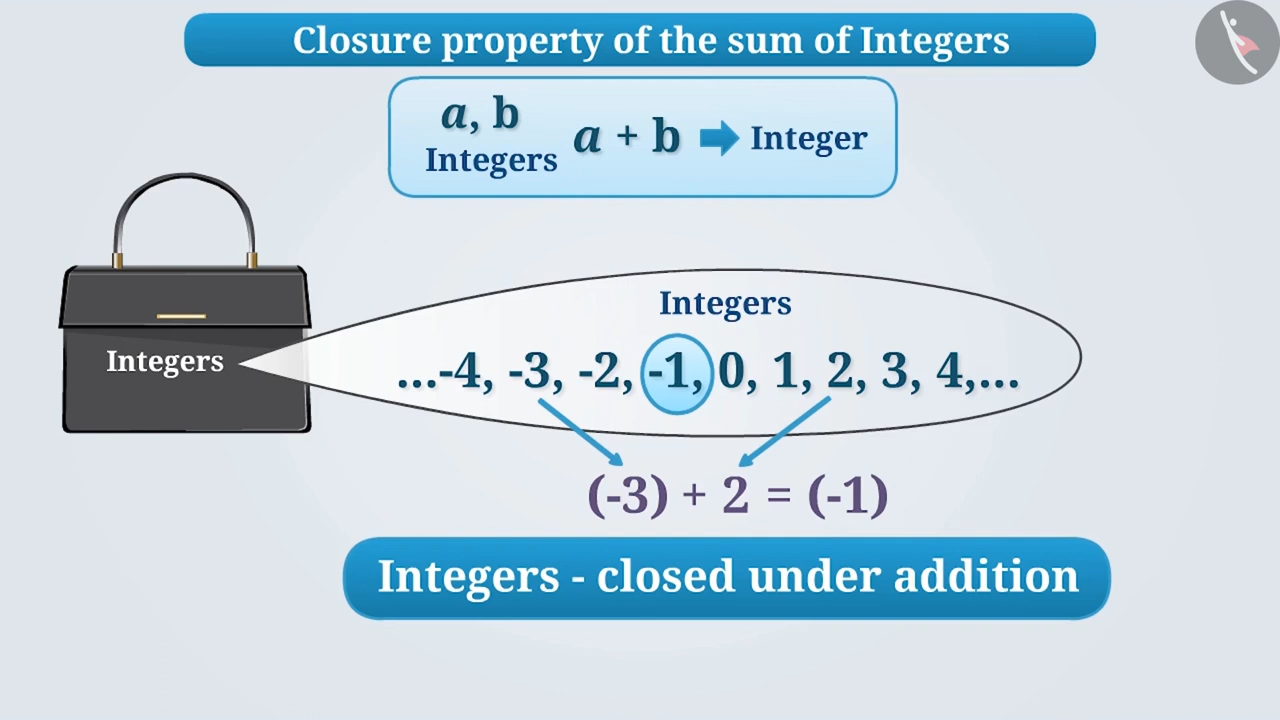 Closure property of the sum of Integers
a, b
Integers
a + b ➡ Integer
Integers
Integers
...-4, -3, -2, -1, 0, 1, 2, 3, 4,...
(-3) + 2 = (-1)
Integers - closed under addition